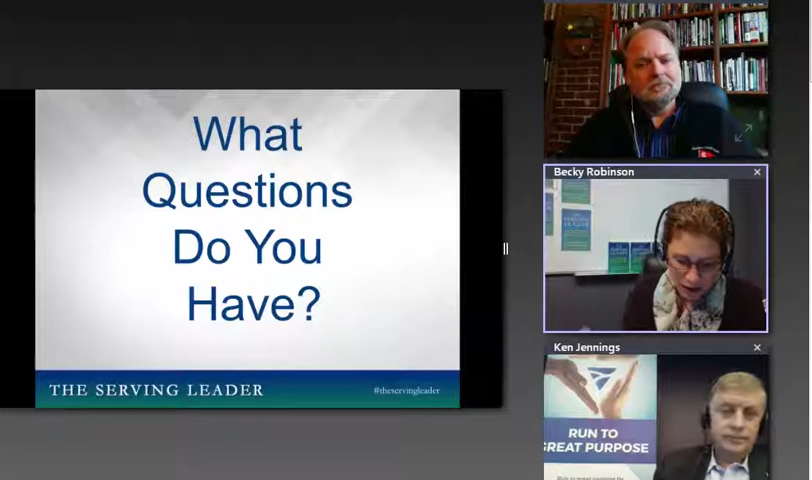 What
Questions
Do You
Have?
THE SERVING LEADER
#theservingleader
Becky Robinson
Ken Jennings
RUN TO
GREAT PURPOSE